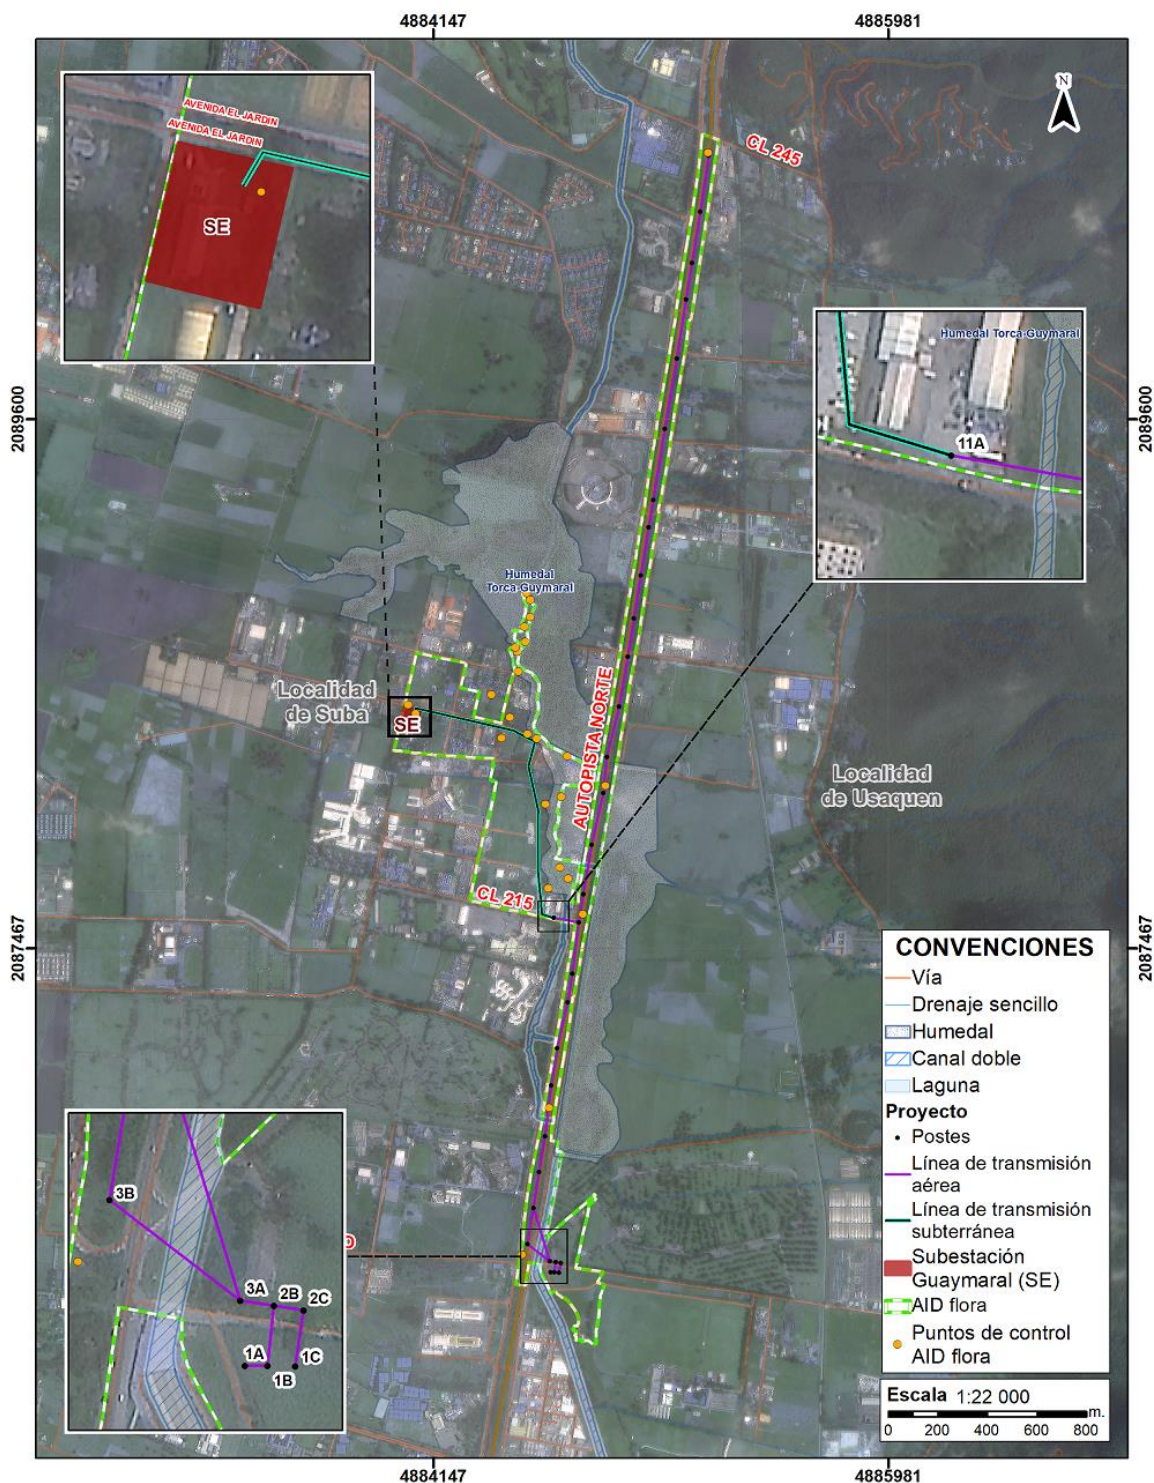 4884147
4885981
N
AVENIDA EL JARDIN
AVENIDA EL JARDIN
SE
CL 245
Humedal Torca-Guymaral
11A
2089600
2089600
Humedal
Torca-Guymaral
Localidad
de Suba
SE
AUTOPISTA NORTE
Localidad
de Usaquen
CL 215
2087467
2087467
CONVENCIONES
Vía
Drenaje sencillo
Humedal
Canal doble
Laguna
Proyecto
Postes
Línea de transmisión
aérea
Línea de transmisión
subterránea
Subestación
Guaymaral (SE)
AID flora
Puntos de control
AID flora
Escala 1:22 000
m.
0 200 400 600 800
3B
3A
2B
2C
1A
1B
1C
4884147
4885981